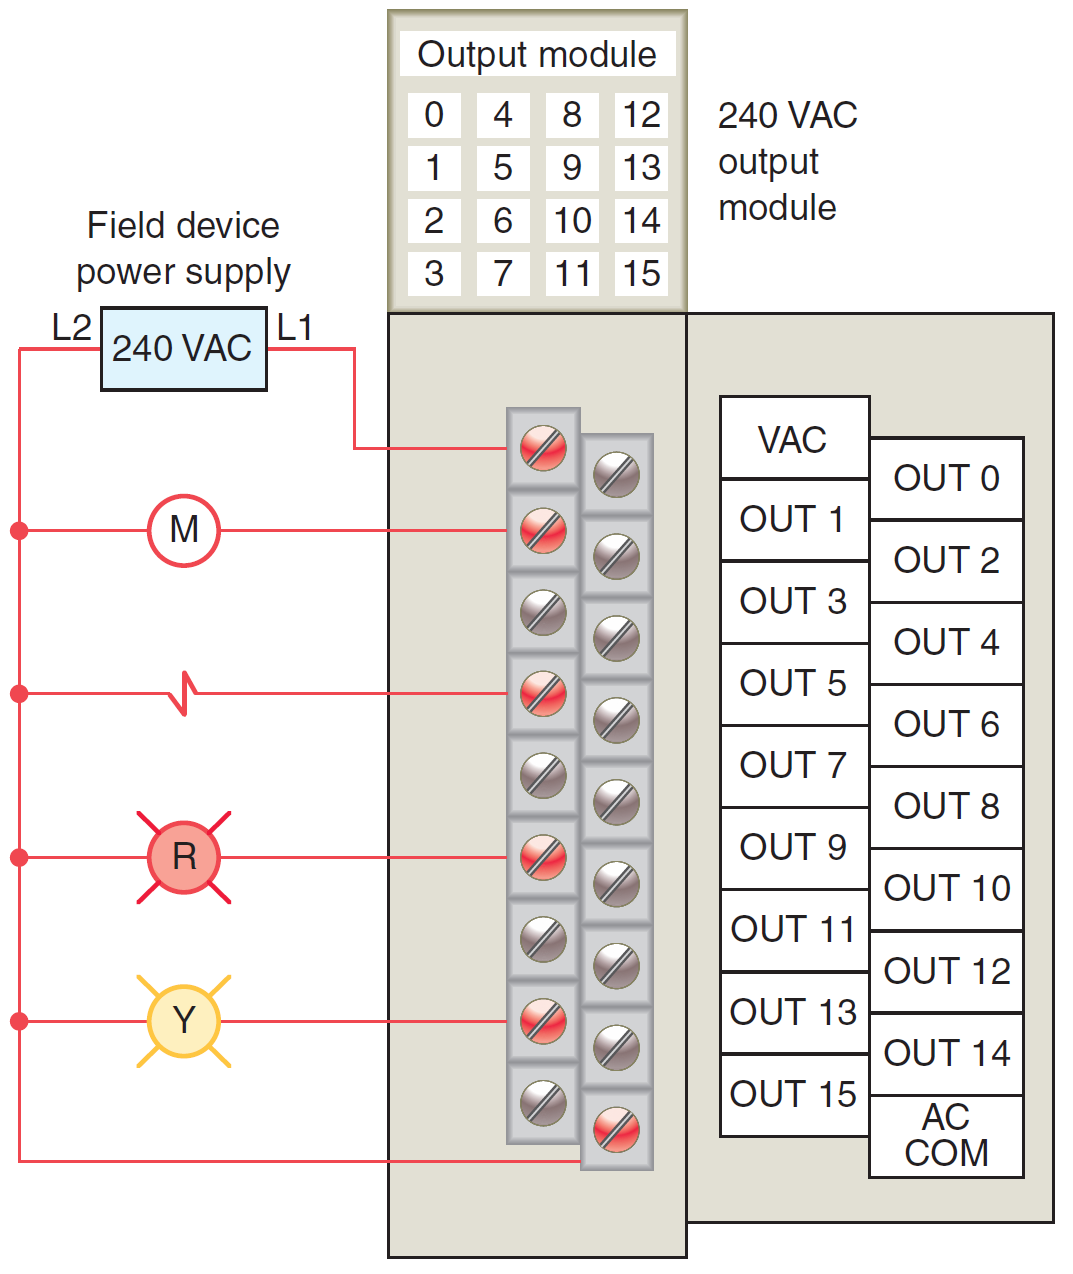 Output module
0 4 8 12
1 5 9 13
2 6 10 14
3 7 11 15
240 VAC
output
module
Field device
power supply
L2
240 VAC
L1
M
R
Y
VAC
OUT 0
OUT 1
OUT 2
OUT 3
OUT 4
OUT 5
OUT 6
OUT 7
OUT 8
OUT 9
OUT 10
OUT 11
OUT 12
OUT 13
OUT 14
OUT 15
AC
COM